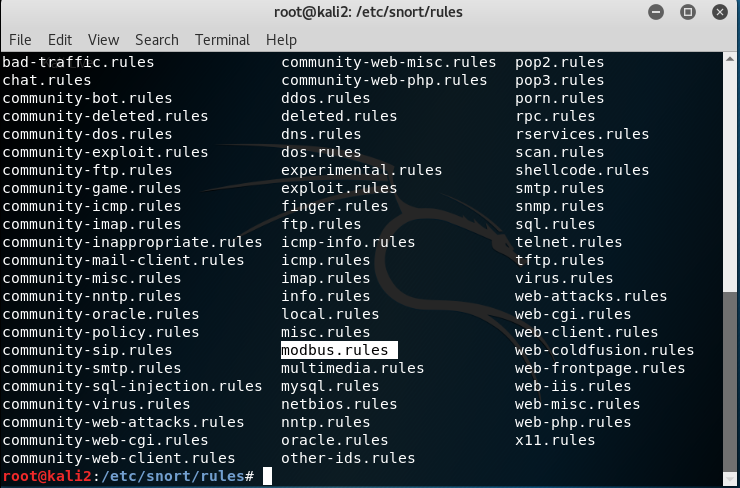 root@kali2: /etc/snort/rules
File Edit View Search Terminal Help
bad-traffic.rules community-web-misc.rules pop2.rules
chat.rules community-web-php.rules pop3.rules
community-bot.rules ddos.rules porn.rules
community-deleted.rules deleted.rules rpc.rules
community-dos.rules dns.rules rservices.rules
community-exploit.rules dos.rules scan.rules
community-ftp.rules experimental.rules shellcode.rules
community-game.rules exploit.rules smtp.rules
community-icmp.rules finger.rules snmp.rules
community-imap.rules ftp.rules sql.rules
community-inappropriate.rules icmp-info.rules telnet.rules
community-mail-client.rules icmp.rules tftp.rules
community-misc.rules imap.rules virus.rules
community-nntp.rules info.rules web-attacks.rules
community-oracle.rules local.rules web-cgi.rules
community-policy.rules misc.rules web-client.rules
community-sip.rules modbus.rules web-coldfusion.rules
community-smtp.rules multimedia.rules web-frontpage.rules
community-sql-injection.rules mysql.rules web-iis.rules
community-virus.rules netbios.rules web-misc.rules
community-web-attacks.rules nntp.rules web-php.rules
community-web-cgi.rules oracle.rules x11.rules
community-web-client.rules other-ids.rules
root@kali2:/etc/snort/rules#